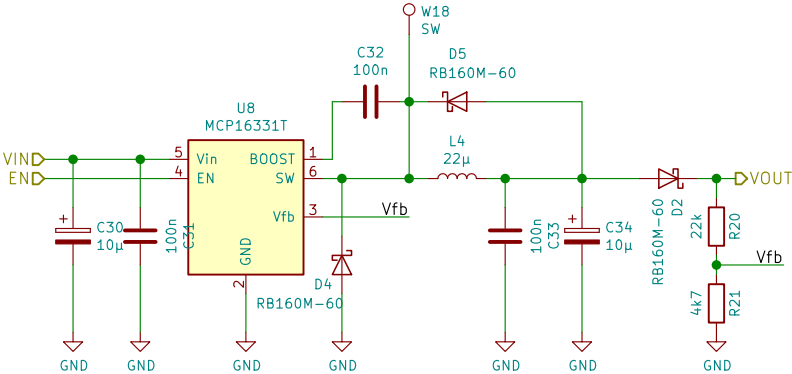 W18
SW
C32
100n
D5
RB160M-60
U8
MCP16331T
L4
22µ
VIN
EN
5
Vin
BOOST
1
4
EN
SW
6
Vfb
3
Vfb
GND
2
C30
10µ
100n
C31
D4
RB160M-60
100n
C33
C34
10µ
RB160M-60
D2
VOUT
22k
R20
Vfb
4k7
R21
+
+
GND
GND
GND
GND
GND
GND
GND